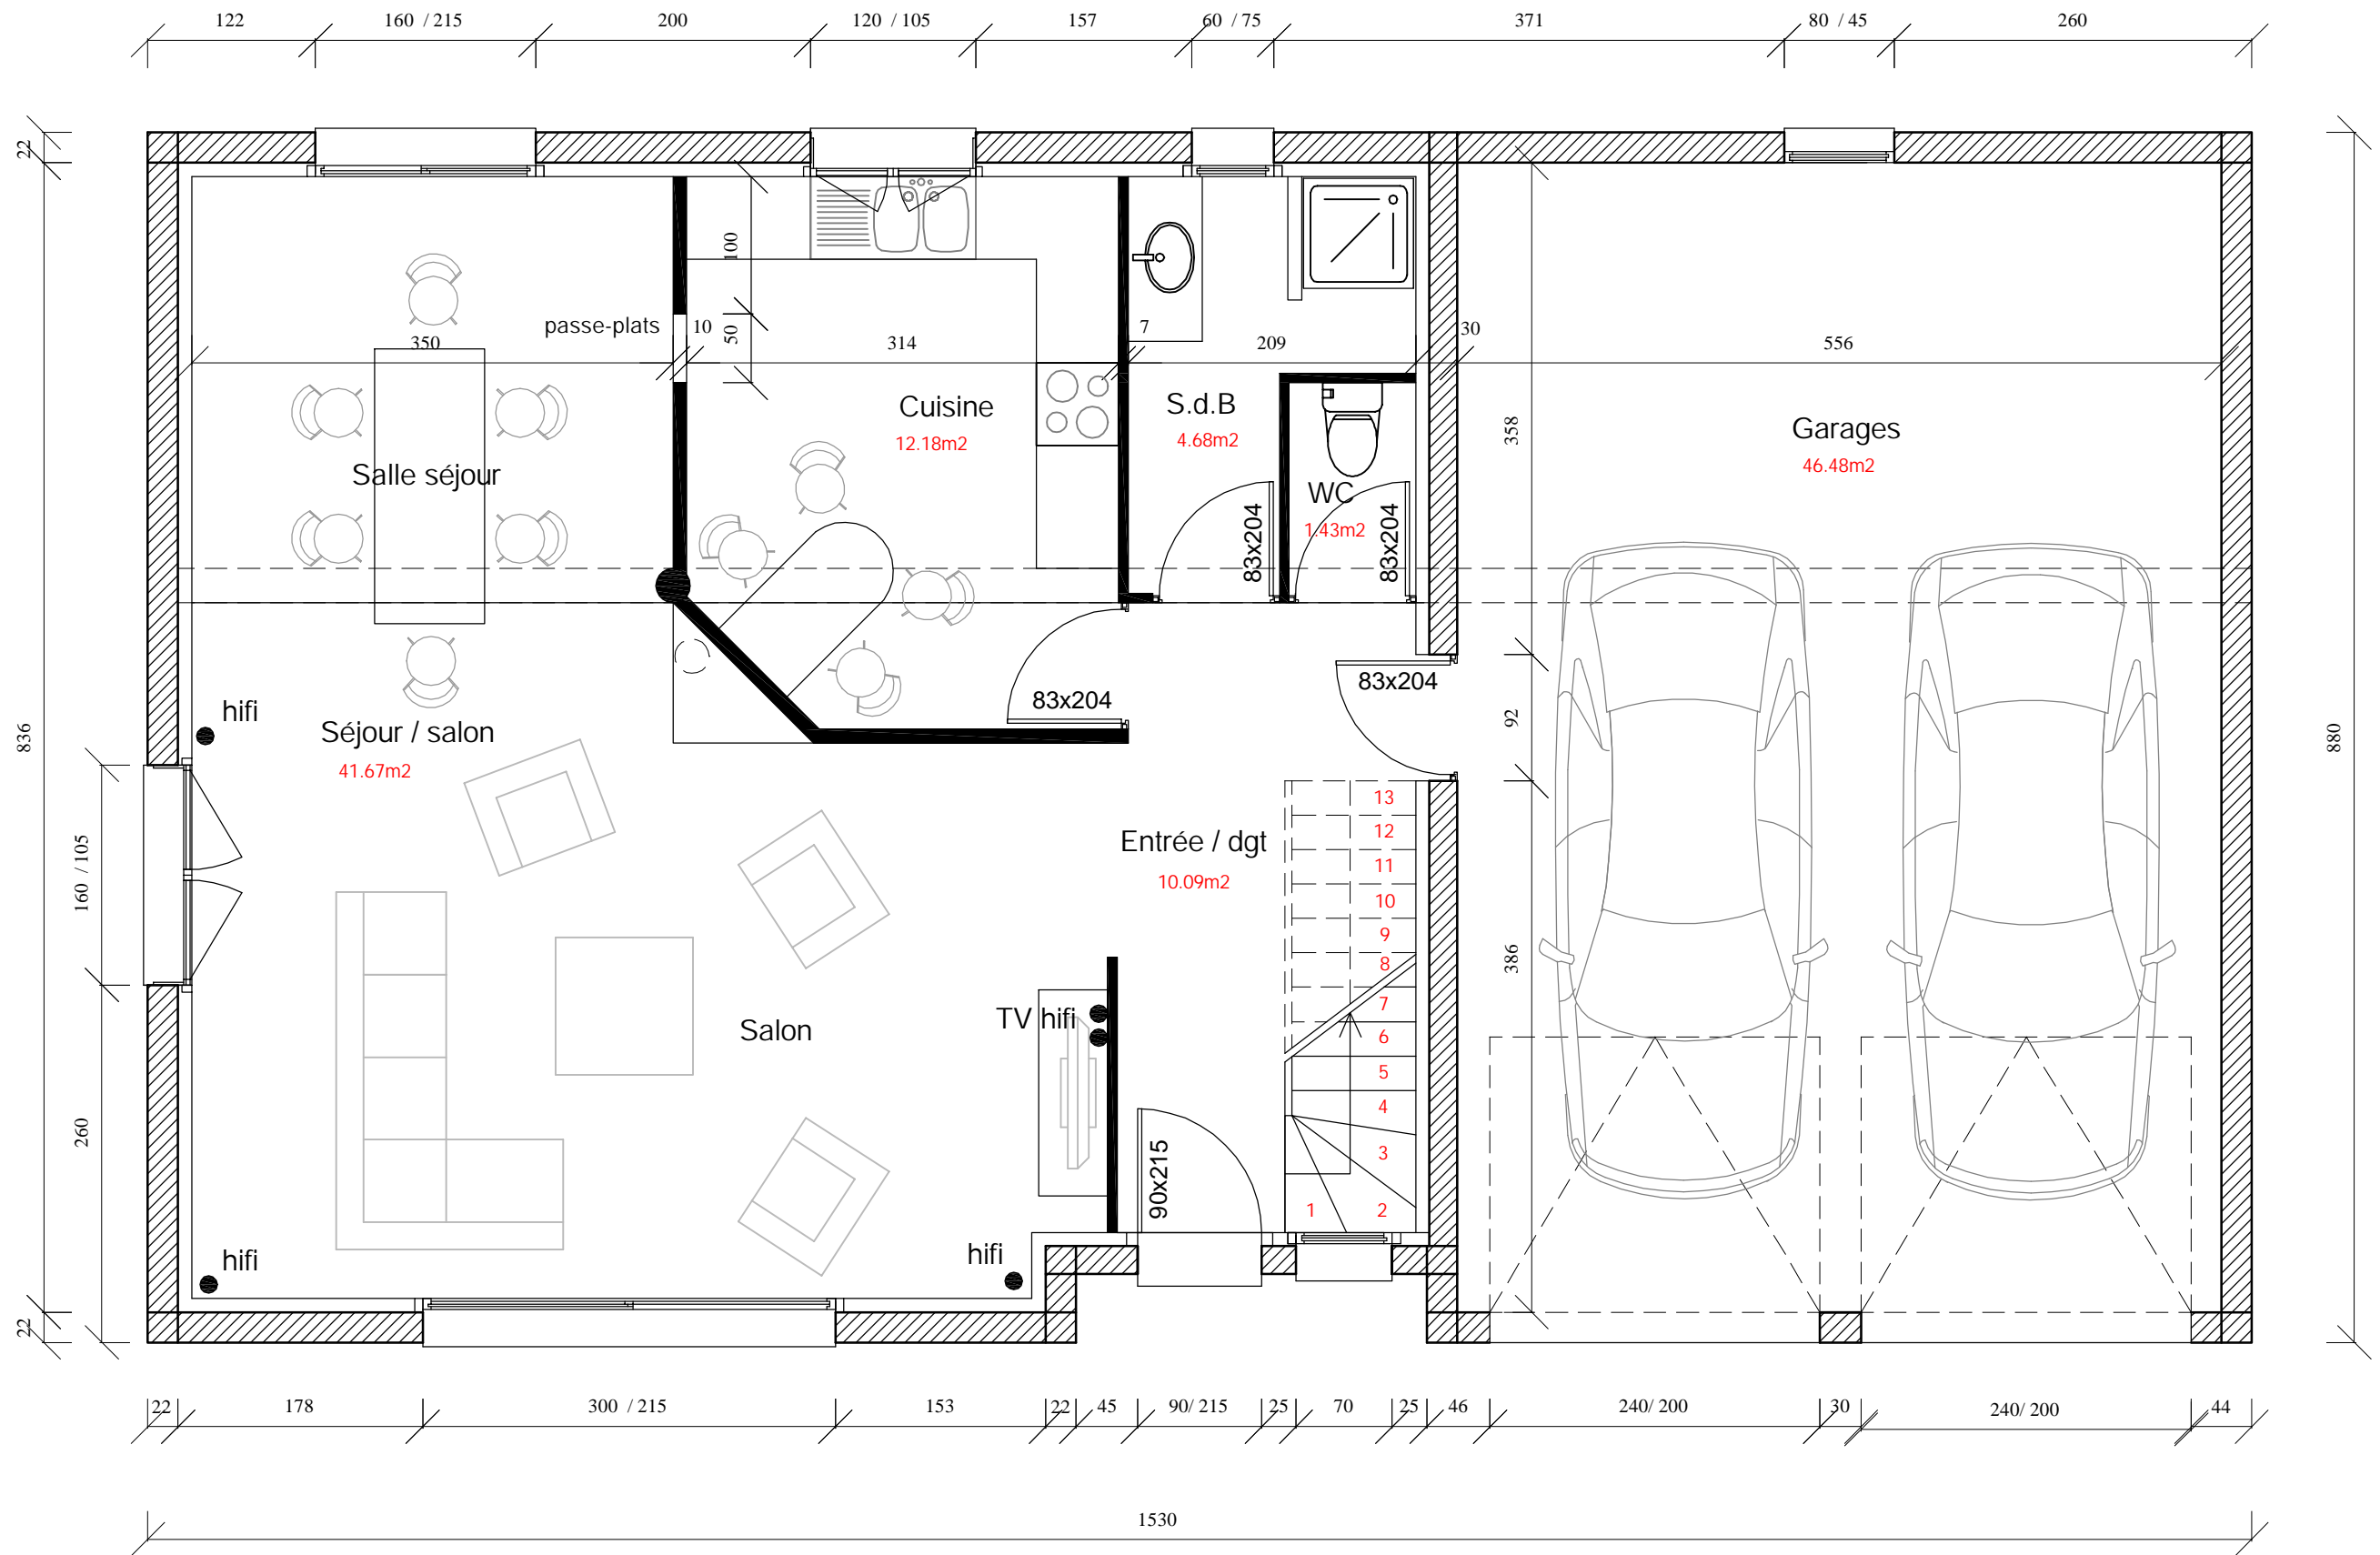 122
160 / 215
200
120 / 105
157
60 / 75
371
80 / 45
260
22
836
22
160 / 105
260
880
100
50
passe-plats
10
350
314
7
209
30
556
358
92
386
Cuisine
12.18m2
S.d.B
4.68m2
Garages
46.48m2
Salle séjour
WC
1.43m2
83x204
83x204
83x204
83x204
hifi
Séjour / salon
41.67m2
Entrée / dgt
10.09m2
13
12
11
10
9
8
7
6
5
4
3
2
1
TV hifi
Salon
90x215
hifi
hifi
22
178
300 / 215
153
22
45
90/ 215
25
70
25
46
240/ 200
30
240/ 200
44
1530